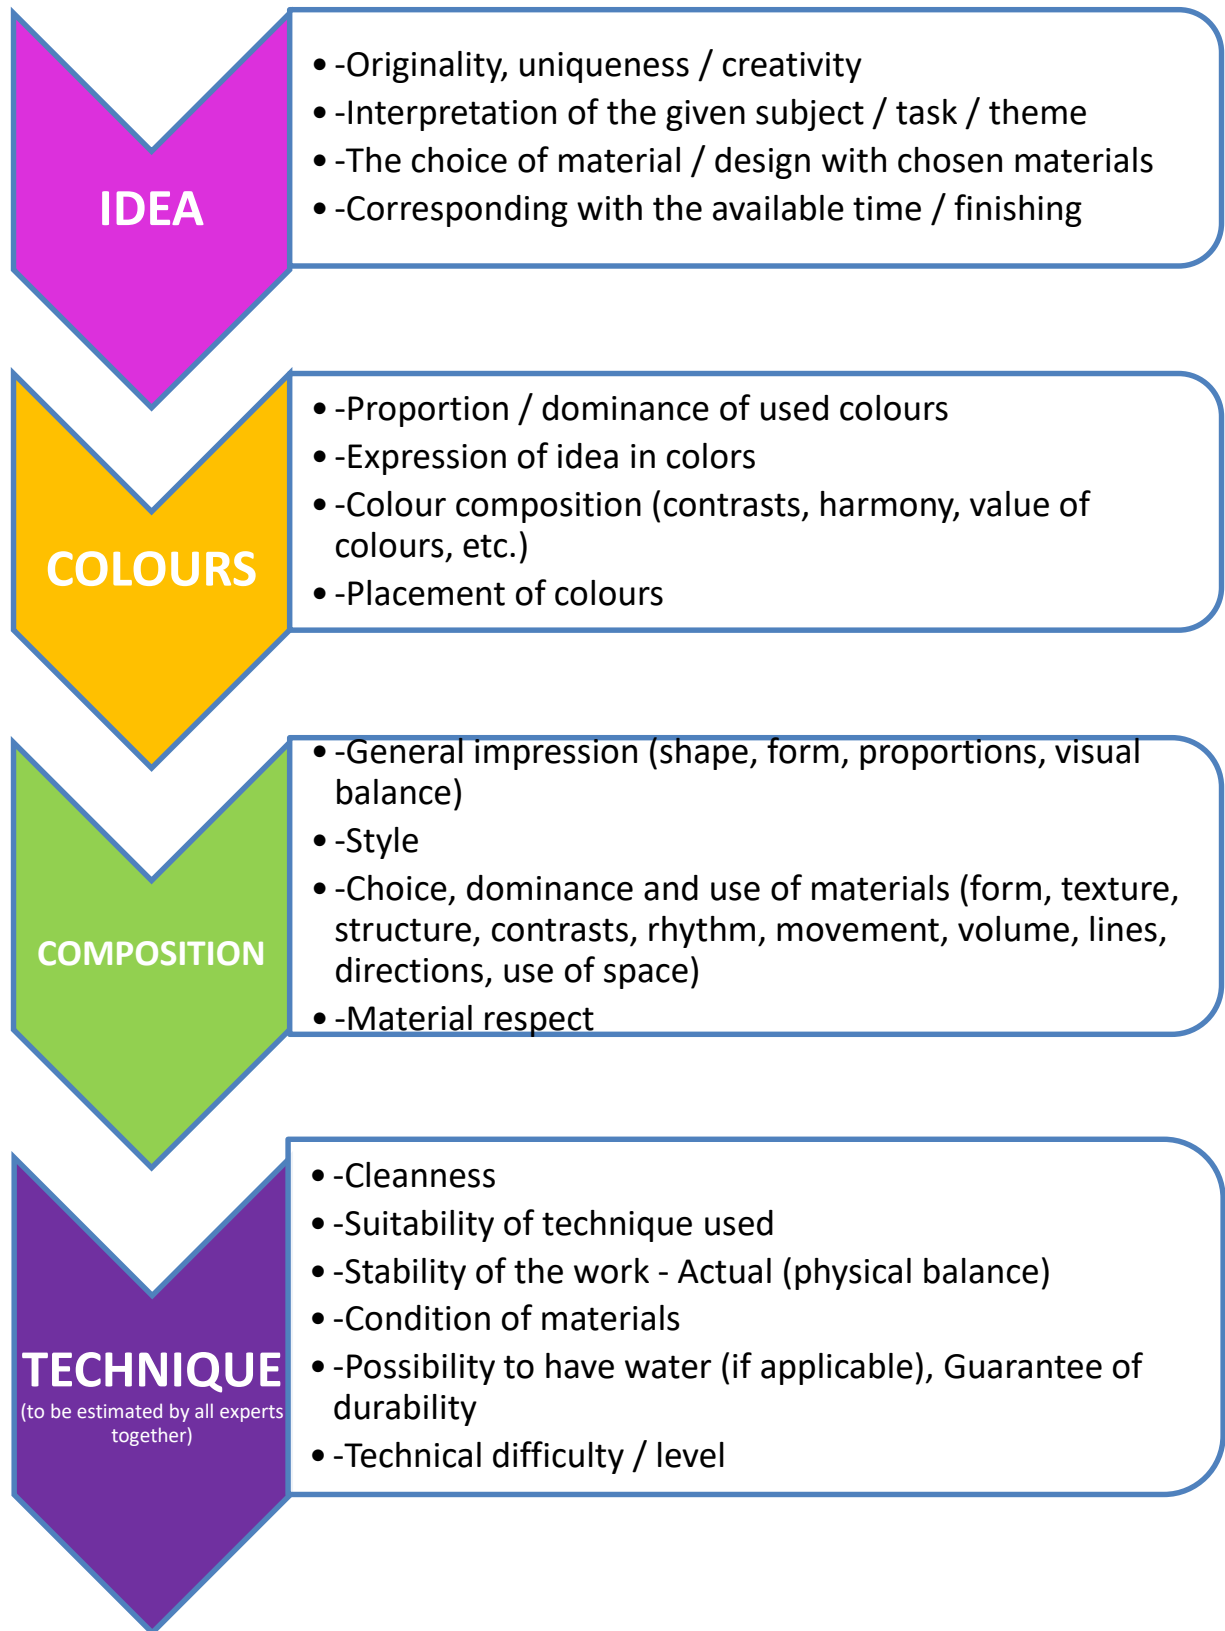 IDEA
• -Originality, uniqueness / creativity
• -Interpretation of the given subject / task / theme
• -The choice of material / design with chosen materials
• -Corresponding with the available time / finishing
COLOURS
• -Proportion / dominance of used colours
• -Expression of idea in colors
• -Colour composition (contrasts, harmony, value of
colours, etc.)
• -Placement of colours
COMPOSITION
• -General impression (shape, form, proportions, visual
balance)
• -Style
• -Choice, dominance and use of materials (form, texture,
structure, contrasts, rhythm, movement, volume, lines,
directions, use of space)
• -Material respect
TECHNIQUE
(to be estimated by all experts
together)
• -Cleanness
• -Suitability of technique used
• -Stability of the work - Actual (physical balance)
• -Condition of materials
• -Possibility to have water (if applicable), Guarantee of
durability
• -Technical difficulty / level